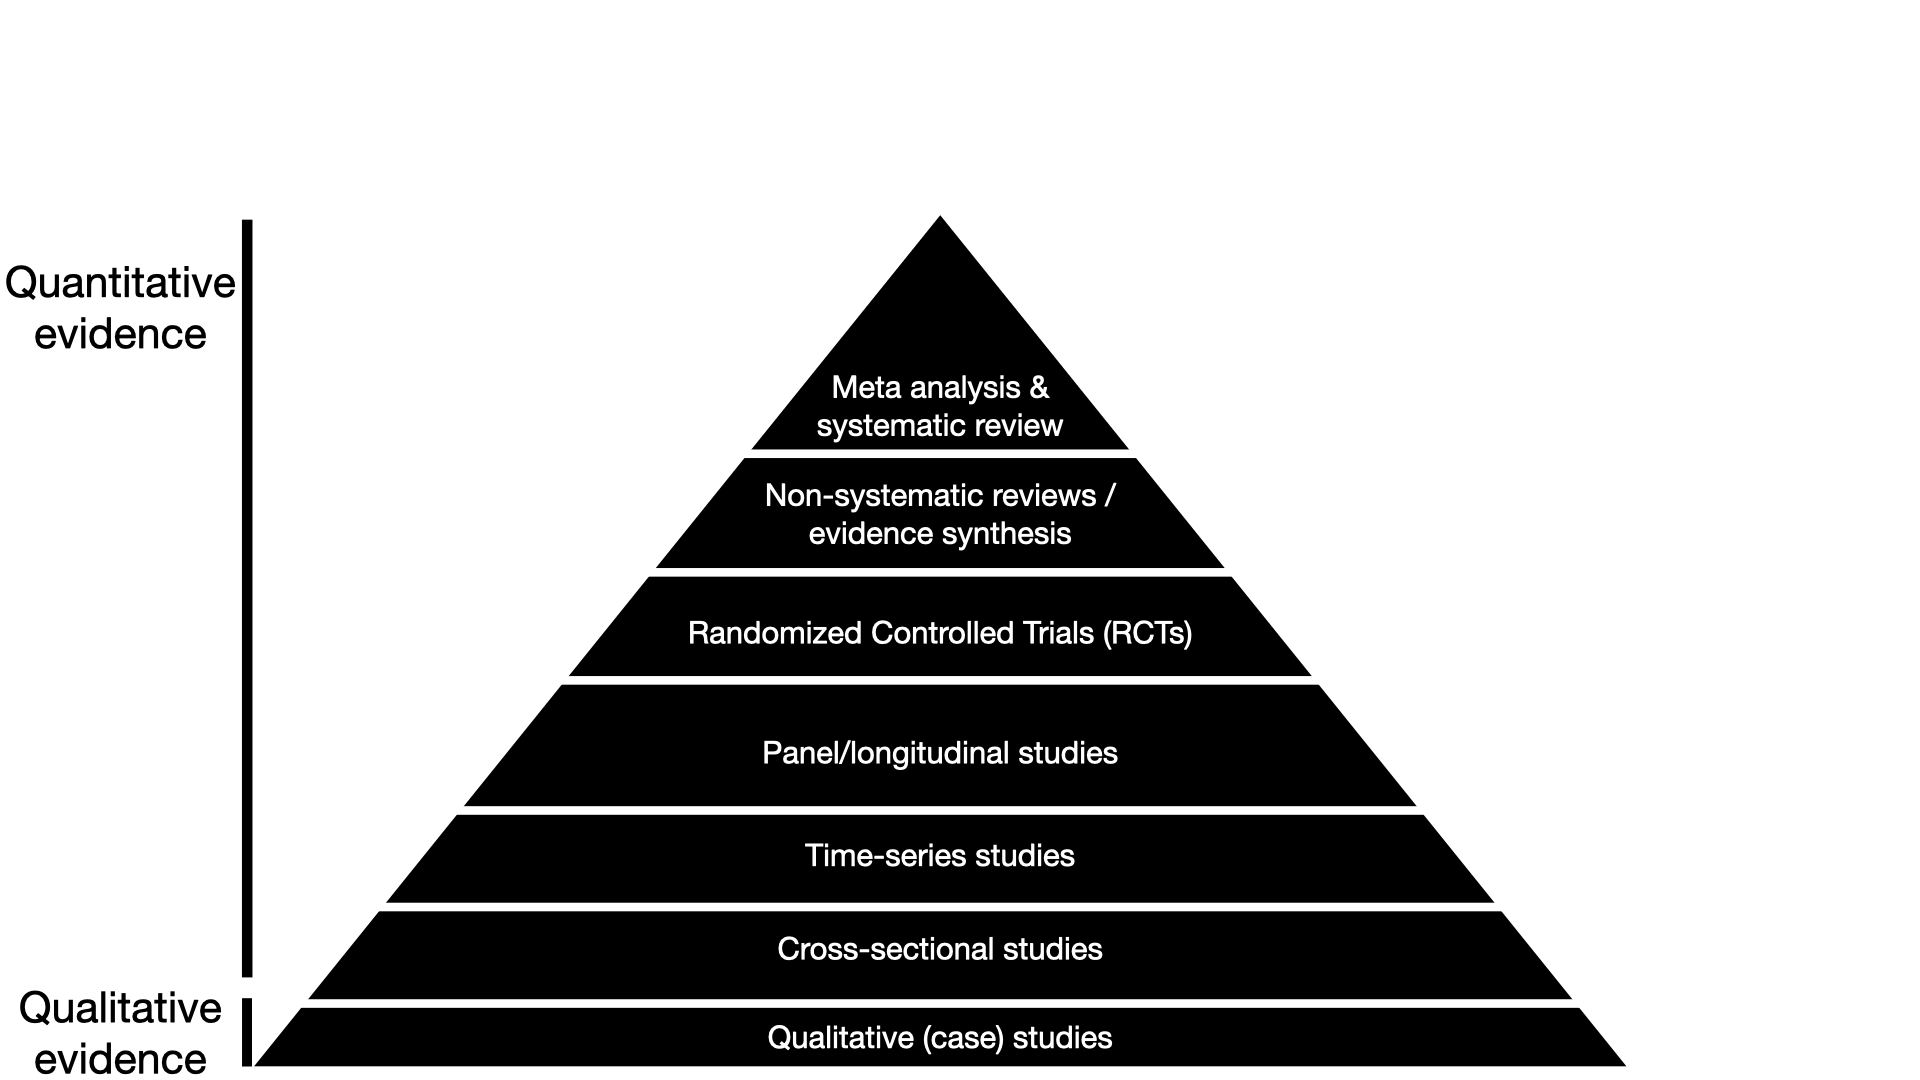 Quantitative
evidence
Meta analysis &
systematic review
Non-systematic reviews /
evidence synthesis
Randomized Controlled Trials (RCTs)
Panel/longitudinal studies
Time-series studies
Cross-sectional studies
Qualitative
evidence
Qualitative (case) studies